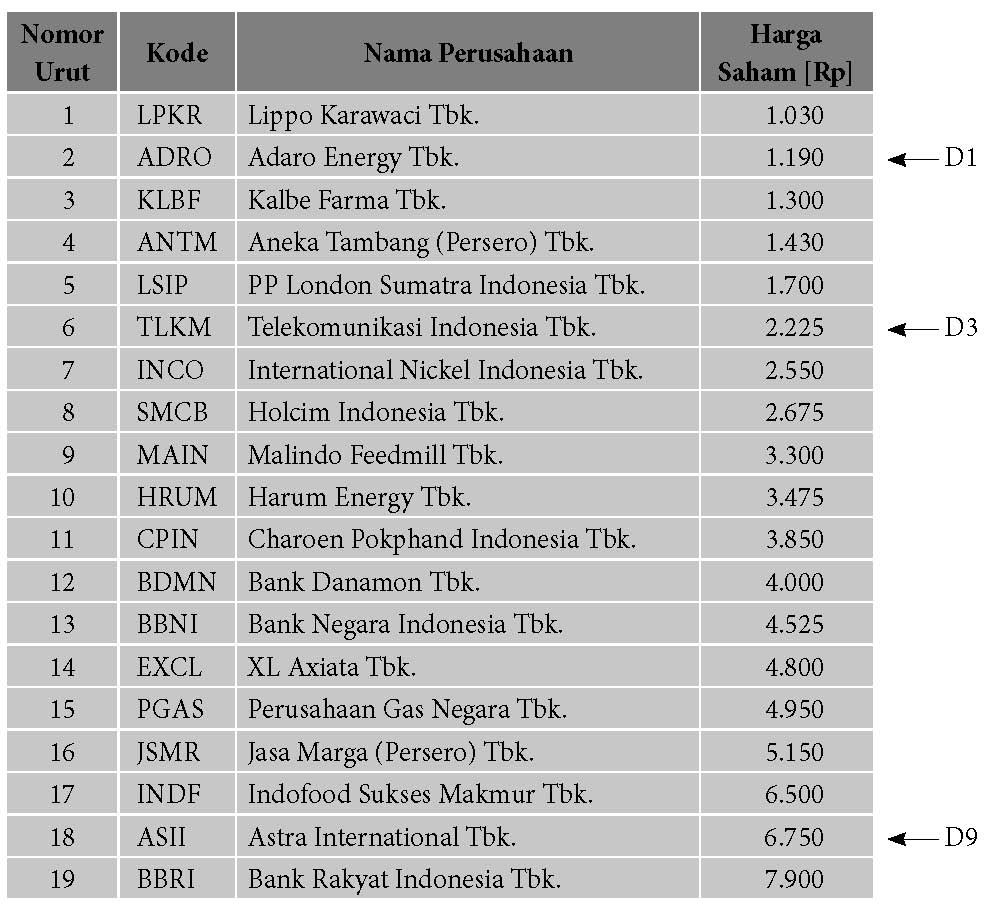 Nomor Urut Kode Nama Perusahaan Harga Saham [Rp]
1 LPKR Lippo Karawaci Tbk. 1.030
2 ADRO Adaro Energy Tbk. 1.190 D1
3 KLBF Kalbe Farma Tbk. 1.300
4 ANTM Aneka Tambang (Persero) Tbk. 1.430
5 LSIP PP London Sumatra Indonesia Tbk. 1.700
6 TLKM Telekomunikasi Indonesia Tbk. 2.225 D3
7 INCO International Nickel Indonesia Tbk. 2.550
8 SMCB Holcim Indonesia Tbk. 2.675
9 MAIN Malindo Feedmill Tbk. 3.300
10 HRUM Harum Energy Tbk. 3.475
11 CPIN Charoen Pokphand Indonesia Tbk. 3.850
12 BDMN Bank Danamon Tbk. 4.000
13 BBNI Bank Negara Indonesia Tbk. 4.525
14 EXCL XL Axiata Tbk. 4.800
15 PGAS Perusahaan Gas Negara Tbk. 4.950
16 JSMR Jasa Marga (Persero) Tbk. 5.150
17 INDF Indofood Sukses Makmur Tbk. 6.500
18 ASII Astra International Tbk. 6.750 D9
19 BBRI Bank Rakyat Indonesia Tbk. 7.900